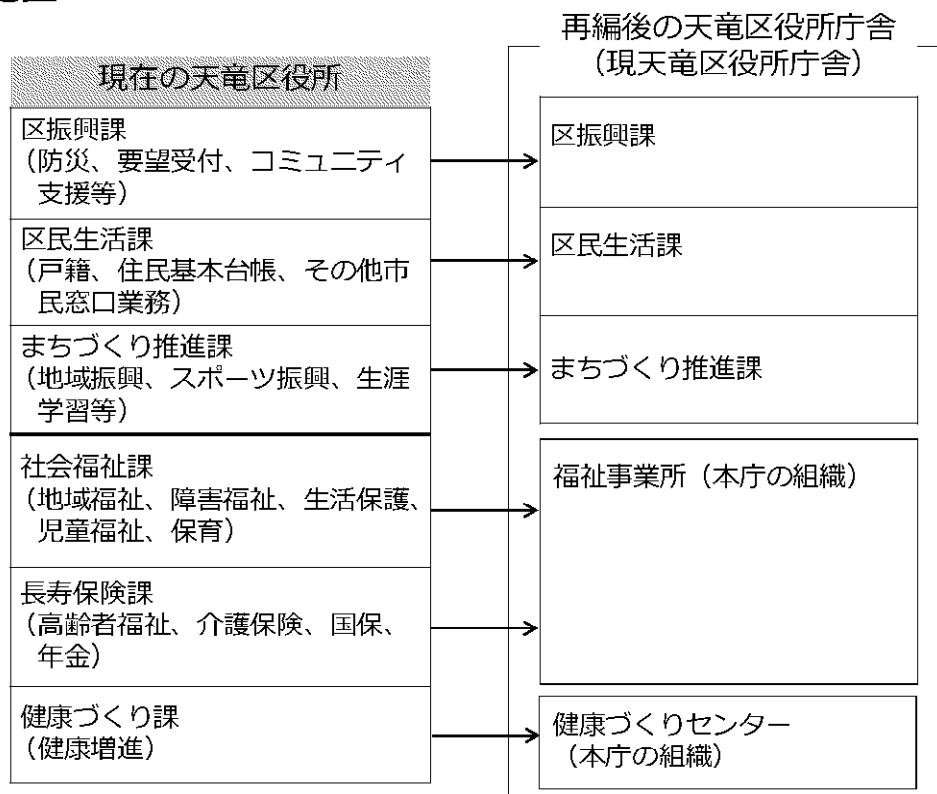 現在の天竜区役所
区振興課
(防災、要望受付、コミュニティ
支援等)
区民生活課
(戸籍、住民基本台帳、その他市
民窓口業務)
まちづくり推進課
(地域振興、スポーツ振興、生涯
学習等)
社会福祉課
(地域福祉、障害福祉、生活保護、
児童福祉、保育)
長寿保険課
(高齢者福祉、介護保険、国保、
年金)
健康づくり課
(健康増進)
再編後の天竜区役所庁舎
(現天竜区役所庁舎)
区振興課
区民生活課
まちづくり推進課
福祉事業所(本庁の組織)
健康づくりセンター
(本庁の組織)